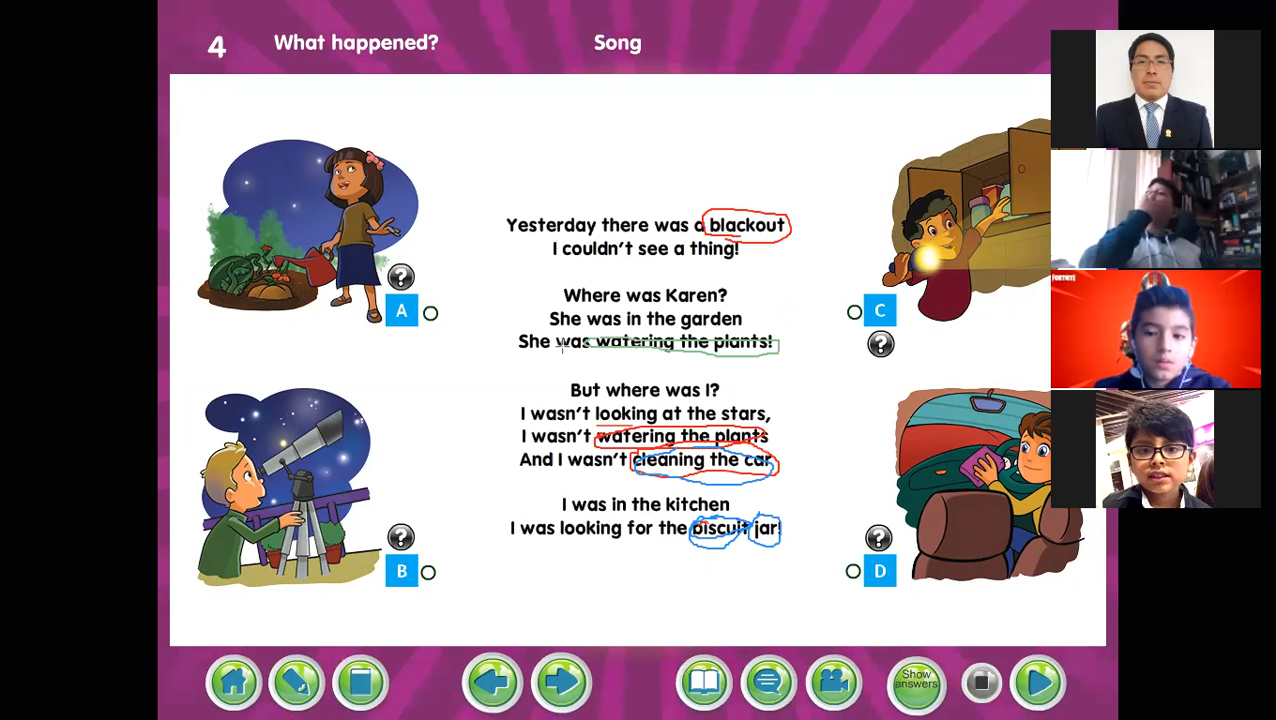 4 What happened? Song
Yesterday there was a blackout
I couldn't see a thing!
Where was Karen?
She was in the garden
She was watering the plants!
But where was I?
I wasn't looking at the stars,
I wasn't watering the plants
And I wasn't cleaning the car
I was in the kitchen
I was looking for the biscuit jar!
?
A
?
B
C
?
?
D
FORTNITE
Show
answers